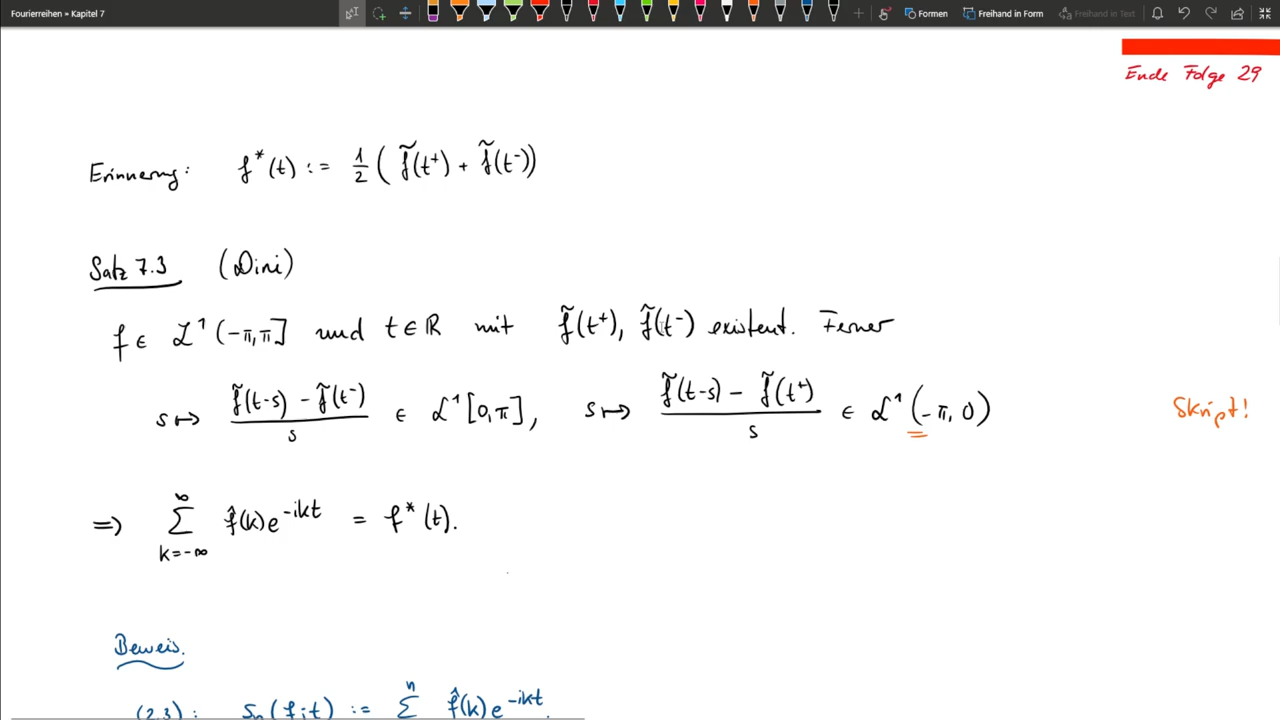 Fourierreihen » Kapitel 7
Formen
Freihand in Form
Freihand in Text
Ende Folge 29
Erinnerung: f*(t) := 1/2 ( f̃(t⁺) + f̃(t⁻))
Satz 7.3 (Dini)
f ∈ ℒ¹(-π,π] und t ∈ ℝ mit f̃(t⁺), f̃(t⁻) existent. Ferner
s ↦ (f̃(t-s) - f̃(t⁻))/s ∈ ℒ¹[0,π], s ↦ (f̃(t-s) - f̃(t⁺))/s ∈ ℒ¹(-π,0)
Skript!
⇒ ∑_{k=-∞}^{∞} f̂(k)e^{-ikt} = f*(t).
Beweis.
(2.3): Sₙ(f;t) := ∑ⁿ f̂(k)e^{-ikt}.